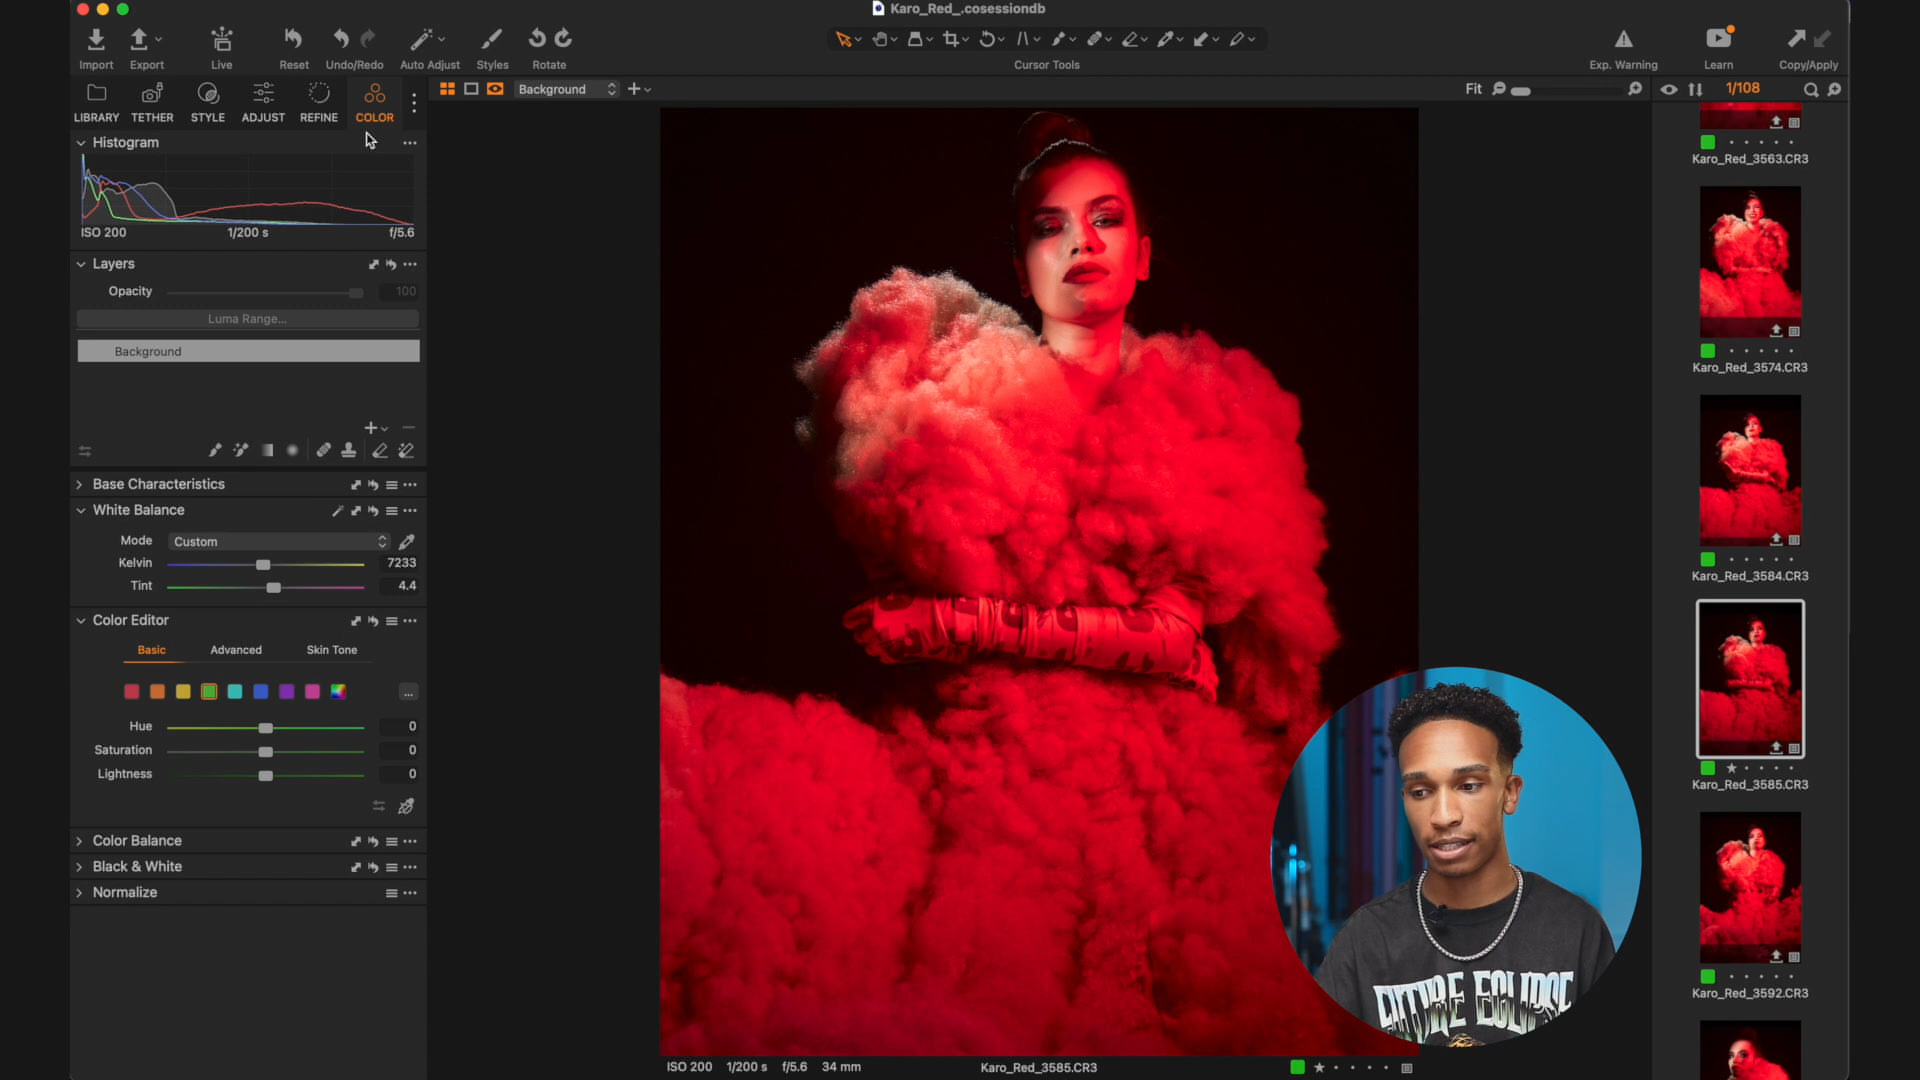 Karo_Red_.cosessiondb
Import
Export
Live
Reset
Undo/Redo
Auto Adjust
Styles
Rotate
Cursor Tools
Exp. Warning
Learn
Copy/Apply
LIBRARY
TETHER
STYLE
ADJUST
REFINE
COLOR
Background
Fit
1/108
Histogram
ISO 200
1/200 s
f/5.6
Layers
Opacity
100
Luma Range...
Background
Base Characteristics
White Balance
Mode
Custom
Kelvin
7233
Tint
4.4
Color Editor
Basic
Advanced
Skin Tone
Hue
0
Saturation
0
Lightness
0
Color Balance
Black & White
Normalize
ISO 200
1/200 s
f/5.6
34 mm
Karo_Red_3585.CR3
FUTURE ECLIPSE
Karo_Red_3563.CR3
Karo_Red_3574.CR3
Karo_Red_3584.CR3
Karo_Red_3585.CR3
Karo_Red_3592.CR3